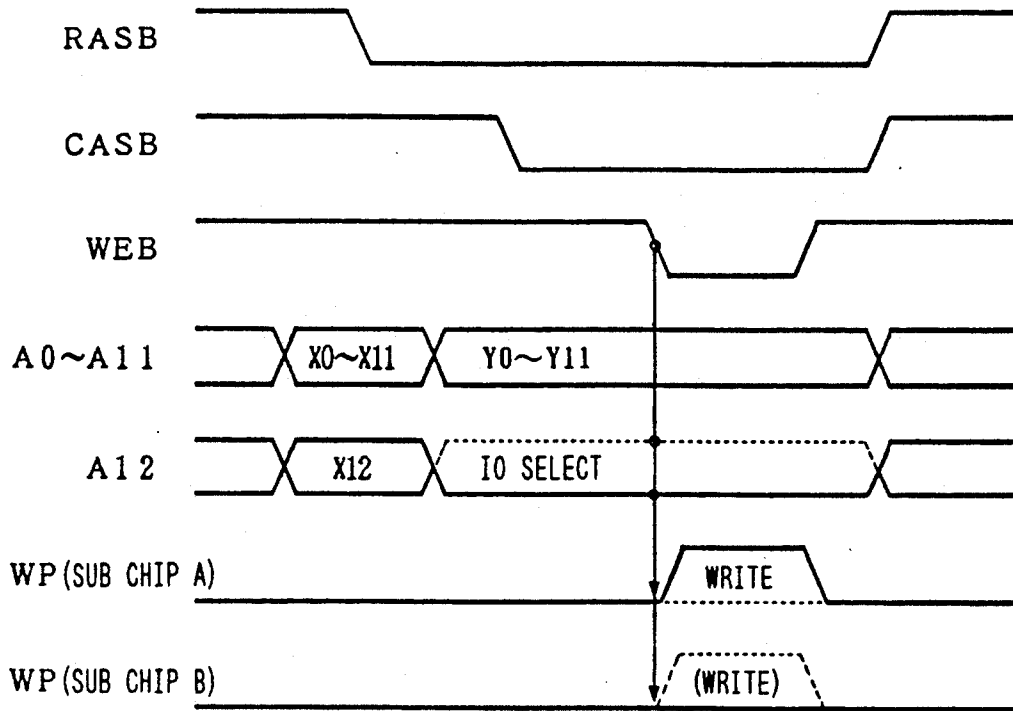 RASB
CASB
WEB
A0~A11 X0~X11 Y0~Y11
A12 X12 IO SELECT
WP(SUB CHIP A) WRITE
WP(SUB CHIP B) (WRITE)